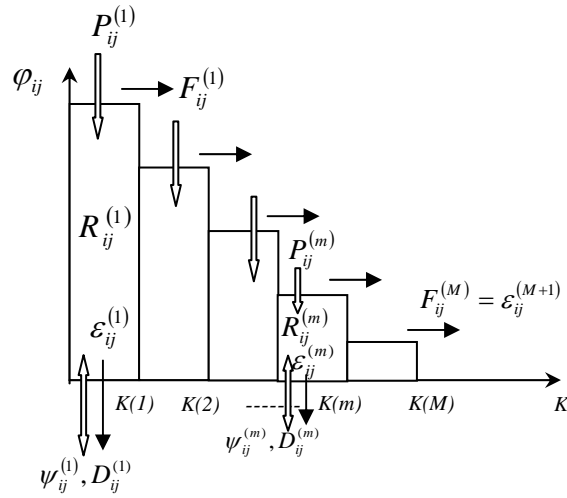 P_{ij}^{(1)}
φ_{ij}
F_{ij}^{(1)}
R_{ij}^{(1)}
P_{ij}^{(m)}
F_{ij}^{(M)} = ε_{ij}^{(M+1)}
R_{ij}^{(m)}
ε_{ij}^{(1)}
ε_{ij}^{(m)}
K(1) K(2) K(m) K(M) K
ψ_{ij}^{(1)}, D_{ij}^{(1)}
ψ_{ij}^{(m)}, D_{ij}^{(m)}